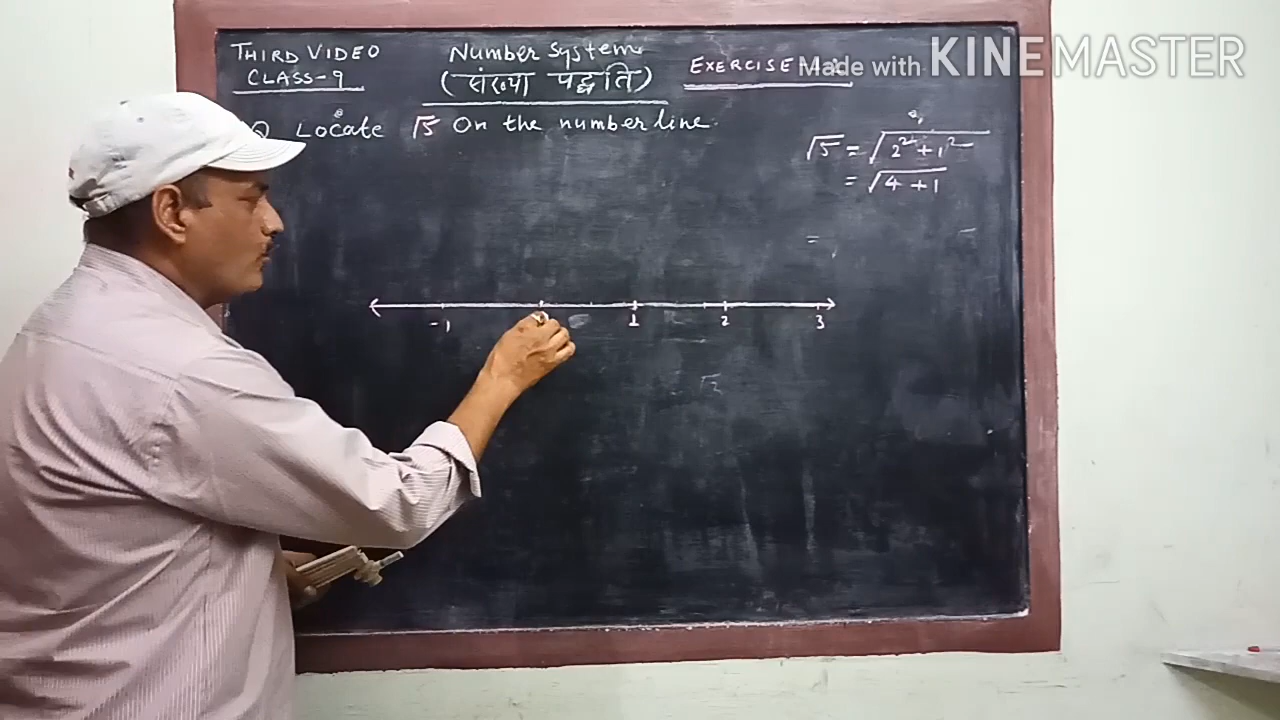 THIRD VIDEO
CLASS-9
Number System
(संख्या पद्धति)
EXERCISE-
Made with KINEMASTER
Q Locate √5 On the number line.
√5 = √2²+1²
= √4+1
=
-1 1 2 3
√2